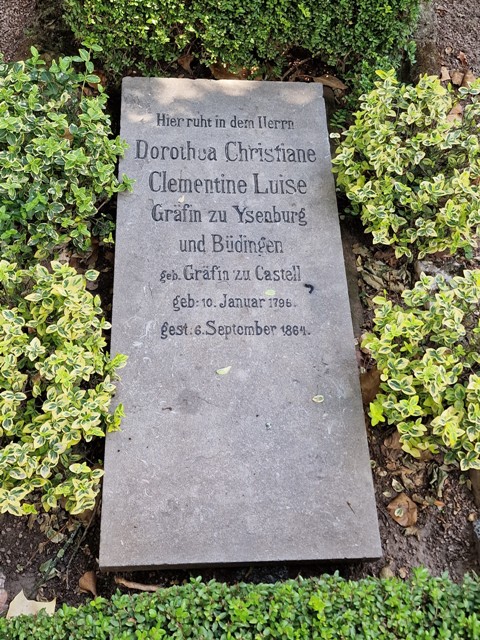 Hier ruht in dem Herrn
Dorothea Christiane
Clementine Luise
Gräfin zu Ysenburg
und Büdingen
geb. Gräfin zu Castell
geb: 10. Januar 1796.
gest: 6. September 1864.